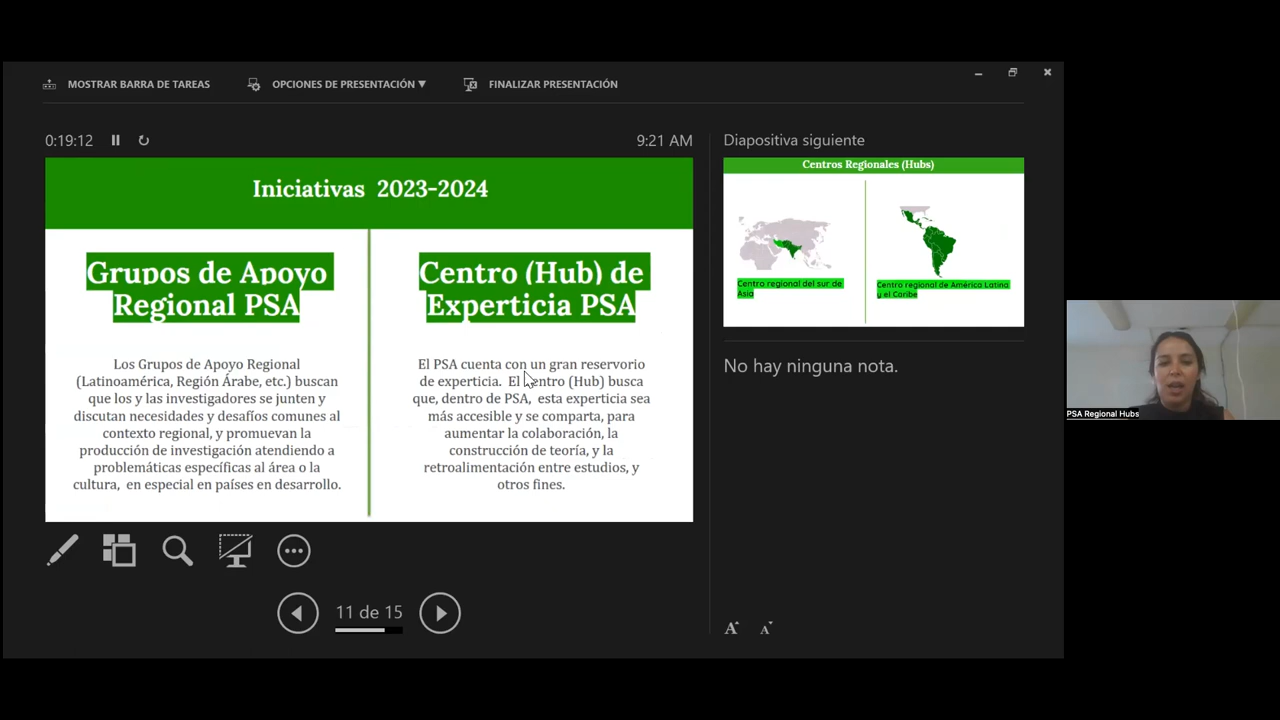 MOSTRAR BARRA DE TAREAS
OPCIONES DE PRESENTACIÓN
FINALIZAR PRESENTACIÓN
0:19:12
9:21 AM
Iniciativas 2023-2024
Grupos de Apoyo
Regional PSA
Los Grupos de Apoyo Regional
(Latinoamérica, Región Árabe, etc.) buscan
que los y las investigadores se junten y
discutan necesidades y desafíos comunes al
contexto regional, y promuevan la
producción de investigación atendiendo a
problemáticas específicas al área o la
cultura, en especial en países en desarrollo.
Centro (Hub) de
Experticia PSA
El PSA cuenta con un gran reservorio
de experticia. El Centro (Hub) busca
que, dentro de PSA, esta experticia sea
más accesible y se comparta, para
aumentar la colaboración, la
construcción de teoría, y la
retroalimentación entre estudios, y
otros fines.
11 de 15
Diapositiva siguiente
Centros Regionales (Hubs)
Centro regional del sur de
Asia
Centro regional de América Latina
y el Caribe
No hay ninguna nota.
A A
PSA Regional Hubs